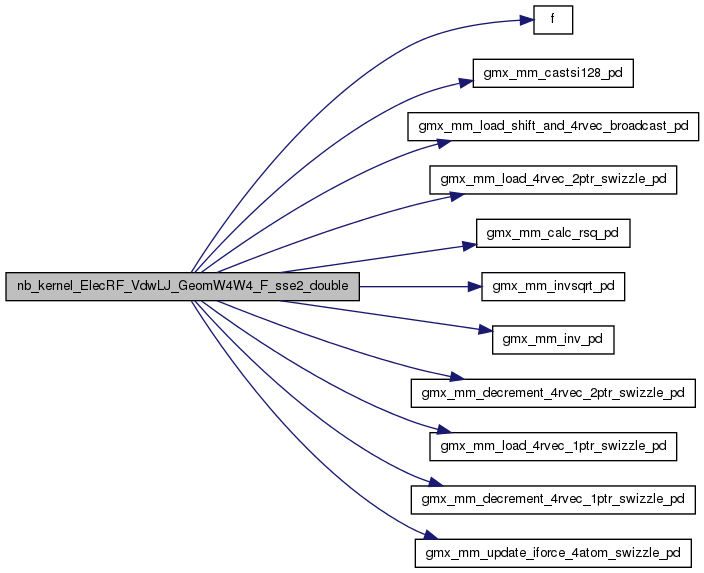 f
gmx_mm_castsi128_pd
gmx_mm_load_shift_and_4rvec_broadcast_pd
gmx_mm_load_4rvec_2ptr_swizzle_pd
gmx_mm_calc_rsq_pd
nb_kernel_ElecRF_VdwLJ_GeomW4W4_F_sse2_double
gmx_mm_invsqrt_pd
gmx_mm_inv_pd
gmx_mm_decrement_4rvec_2ptr_swizzle_pd
gmx_mm_load_4rvec_1ptr_swizzle_pd
gmx_mm_decrement_4rvec_1ptr_swizzle_pd
gmx_mm_update_iforce_4atom_swizzle_pd